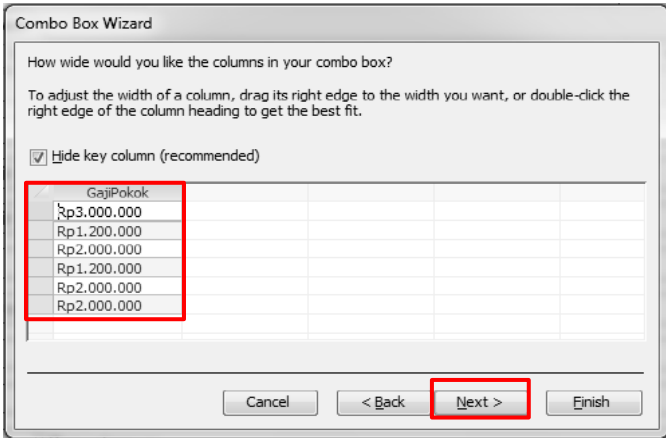 Combo Box Wizard
How wide would you like the columns in your combo box?
To adjust the width of a column, drag its right edge to the width you want, or double-click the
right edge of the column heading to get the best fit.
Hide key column (recommended)
GajiPokok
Rp3.000.000
Rp1.200.000
Rp2.000.000
Rp1.200.000
Rp2.000.000
Rp2.000.000
Cancel
< Back
Next >
Finish